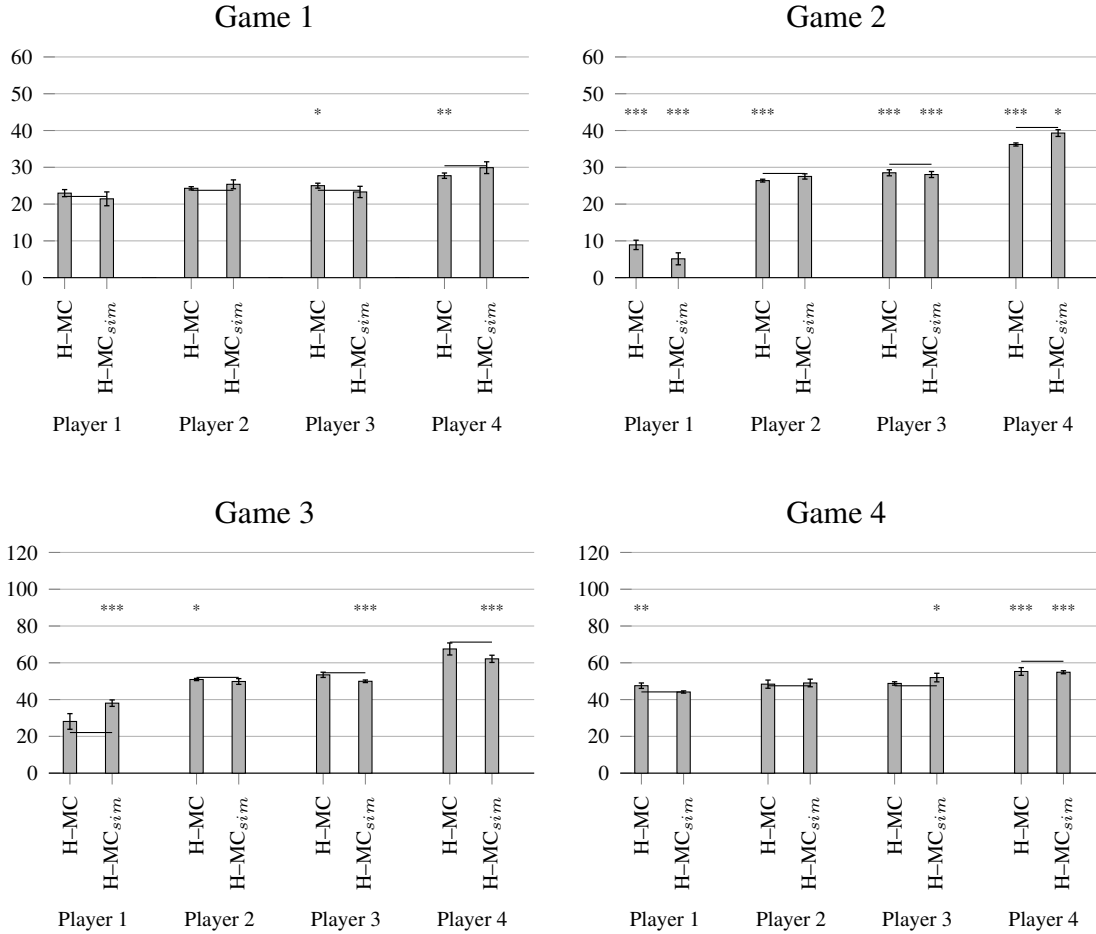 Game 1
60
50
40
30
20
10
0
* **
H–MC H–MCsim H–MC H–MCsim H–MC H–MCsim H–MC H–MCsim
Player 1 Player 2 Player 3 Player 4
Game 2
60
50
40
30
20
10
0
*** *** *** *** *** *** *
H–MC H–MCsim H–MC H–MCsim H–MC H–MCsim H–MC H–MCsim
Player 1 Player 2 Player 3 Player 4
Game 3
120
100
80
60
40
20
0
*** * *** ***
H–MC H–MCsim H–MC H–MCsim H–MC H–MCsim H–MC H–MCsim
Player 1 Player 2 Player 3 Player 4
Game 4
120
100
80
60
40
20
0
** * *** ***
H–MC H–MCsim H–MC H–MCsim H–MC H–MCsim H–MC H–MCsim
Player 1 Player 2 Player 3 Player 4